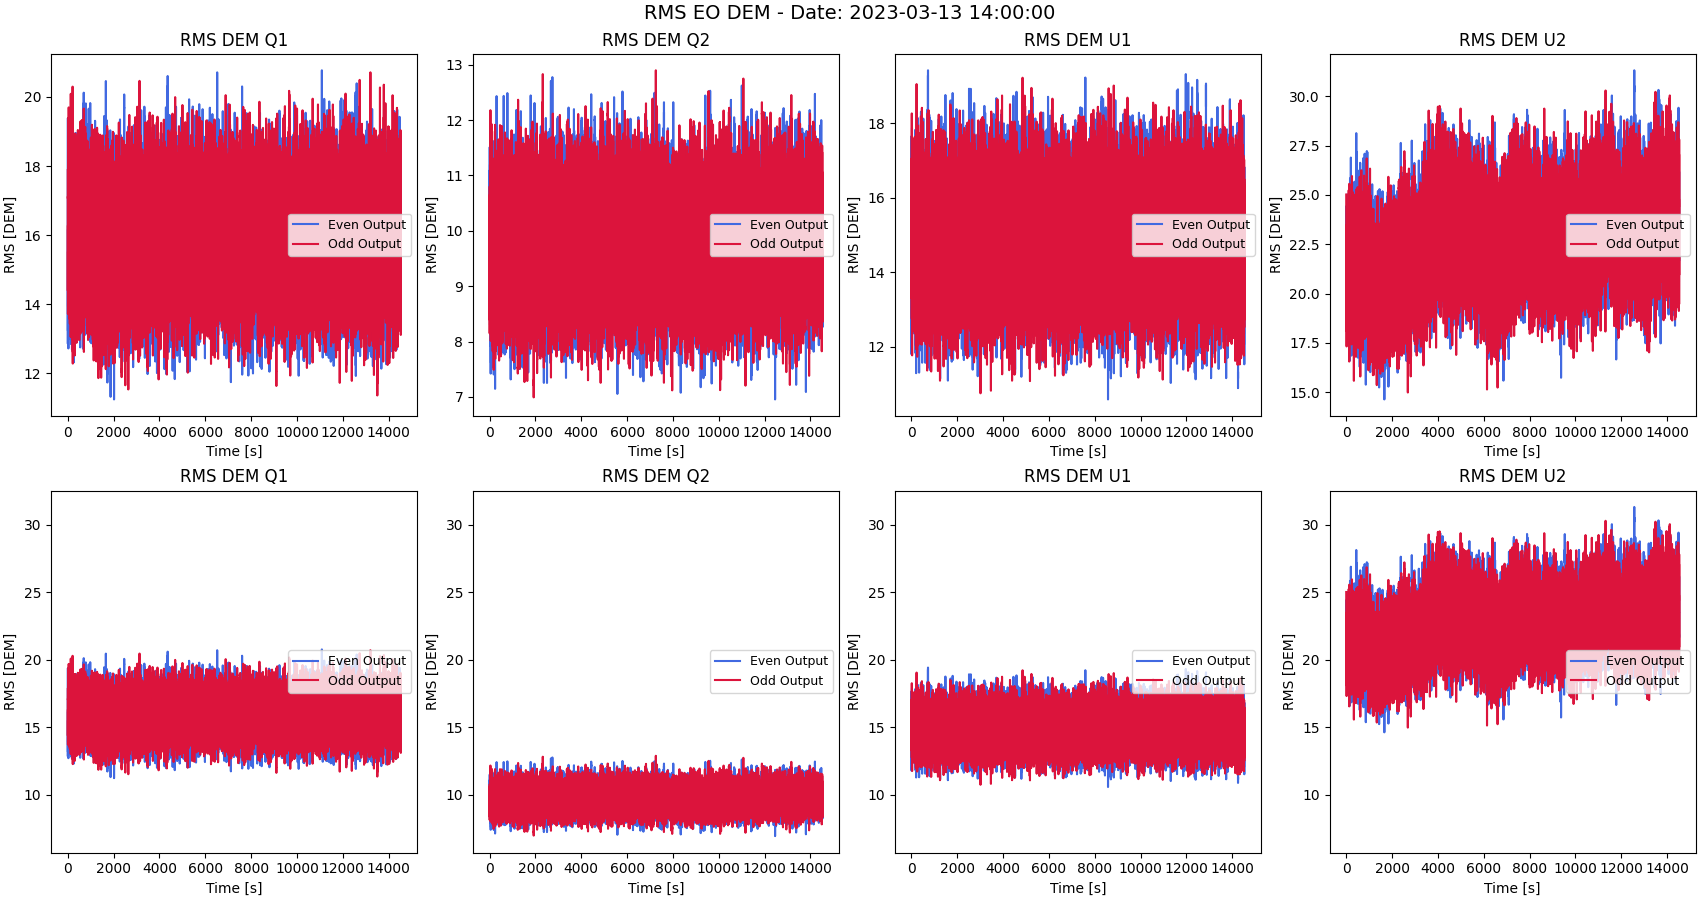 RMS EO DEM - Date: 2023-03-13 14:00:00
RMS DEM Q1
RMS [DEM]
20
18
16
14
12
Even Output
Odd Output
0 2000 4000 6000 8000 10000 12000 14000
Time [s]
RMS DEM Q2
RMS [DEM]
13
12
11
10
9
8
7
Even Output
Odd Output
0 2000 4000 6000 8000 10000 12000 14000
Time [s]
RMS DEM U1
RMS [DEM]
18
16
14
12
Even Output
Odd Output
0 2000 4000 6000 8000 10000 12000 14000
Time [s]
RMS DEM U2
RMS [DEM]
30.0
27.5
25.0
22.5
20.0
17.5
15.0
Even Output
Odd Output
0 2000 4000 6000 8000 10000 12000 14000
Time [s]
RMS DEM Q1
RMS [DEM]
30
25
20
15
10
Even Output
Odd Output
0 2000 4000 6000 8000 10000 12000 14000
Time [s]
RMS DEM Q2
RMS [DEM]
30
25
20
15
10
Even Output
Odd Output
0 2000 4000 6000 8000 10000 12000 14000
Time [s]
RMS DEM U1
RMS [DEM]
30
25
20
15
10
Even Output
Odd Output
0 2000 4000 6000 8000 10000 12000 14000
Time [s]
RMS DEM U2
RMS [DEM]
30
25
20
15
10
Even Output
Odd Output
0 2000 4000 6000 8000 10000 12000 14000
Time [s]